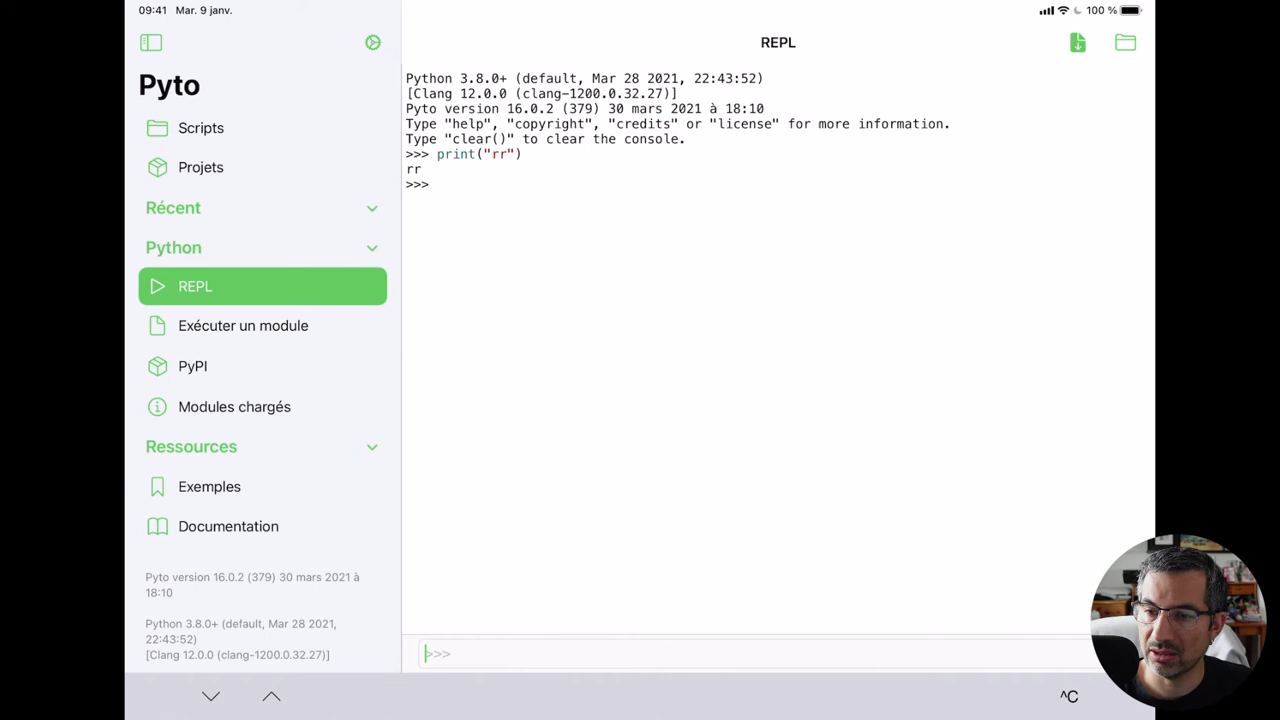 09:41 Mar. 9 janv.
100 %
REPL
Pyto
Scripts
Projets
Récent
Python
REPL
Exécuter un module
PyPI
Modules chargés
Ressources
Exemples
Documentation
Pyto version 16.0.2 (379) 30 mars 2021 à
18:10
Python 3.8.0+ (default, Mar 28 2021,
22:43:52)
[Clang 12.0.0 (clang-1200.0.32.27)]
Python 3.8.0+ (default, Mar 28 2021, 22:43:52)
[Clang 12.0.0 (clang-1200.0.32.27)]
Pyto version 16.0.2 (379) 30 mars 2021 à 18:10
Type "help", "copyright", "credits" or "license" for more information.
Type "clear()" to clear the console.
>>> print("rr")
rr
>>>
>>>
^C